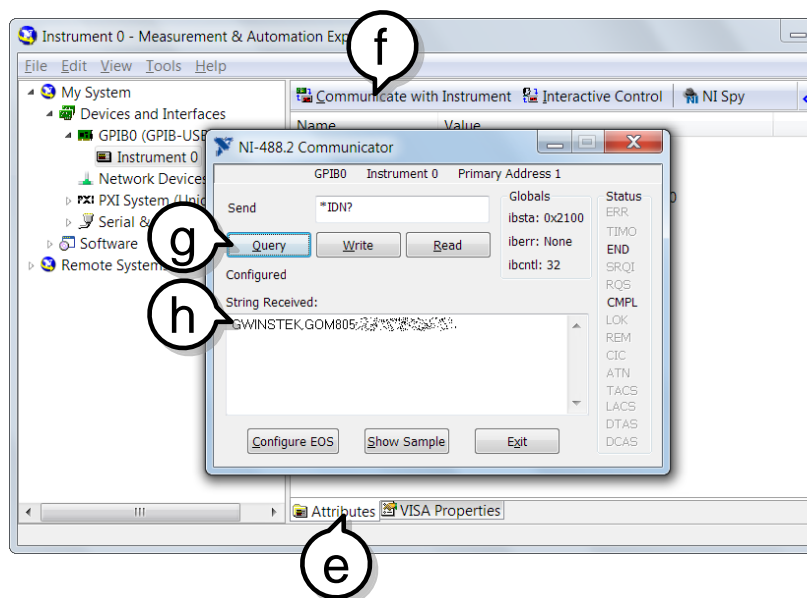 Instrument 0 - Measurement & Automation Exp
f
File Edit View Tools Help
My System
Devices and Interfaces
GPIB0 (GPIB-USB
Instrument 0
Network Devices
PXI System (Unid
Serial &
Software
Remote Systems
Communicate with Instrument Interactive Control NI Spy
Name Value
0
NI-488.2 Communicator
GPIB0 Instrument 0 Primary Address 1
Send *IDN?
g
Query Write Read
Configured
h
String Received:
GWINSTEK,GOM805
Globals
ibsta: 0x2100
iberr: None
ibcntl: 32
Status
ERR
TIMO
END
SRQI
RQS
CMPL
LOK
REM
CIC
ATN
TACS
LACS
DTAS
DCAS
Configure EOS Show Sample Exit
Attributes VISA Properties
e